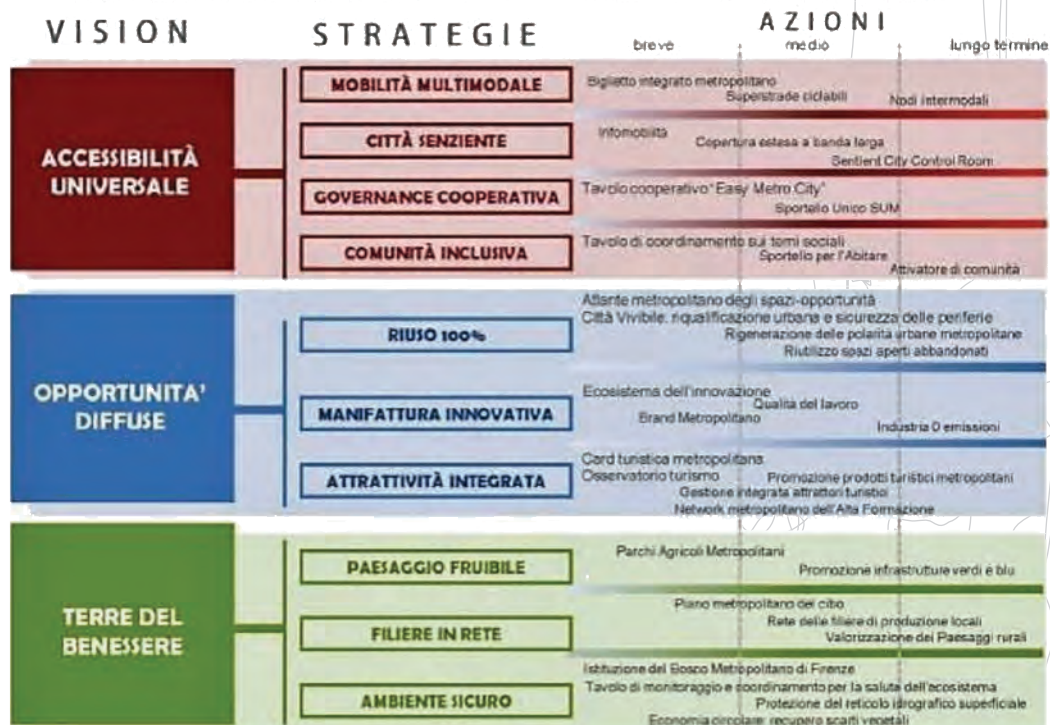 VISION
STRATEGIE
AZIONI
breve
medio
lungo termine
ACCESSIBILITÀ
UNIVERSALE
MOBILITÀ MULTIMODALE
Biglietto integrato metropolitano
Superstrade ciclabili
Nodi intermodali
CITTÀ SENZIENTE
Infomobilità
Copertura estesa a banda larga
Sentient City Control Room
GOVERNANCE COOPERATIVA
Tavolo cooperativo "Easy Metro City"
Sportello Unico SUM
COMUNITÀ INCLUSIVA
Tavolo di coordinamento sui temi sociali
Sportello per l'Abitare
Attivatore di comunità
OPPORTUNITA'
DIFFUSE
RIUSO 100%
Atlante metropolitano degli spazi-opportunità
Città Vivibile: riqualificazione urbana e sicurezza delle periferie
Rigenerazione delle polarità urbane metropolitane
Riutilizzo spazi aperti abbandonati
MANIFATTURA INNOVATIVA
Ecosistema dell'innovazione
Qualità del lavoro
Brand Metropolitano
Industria 0 emissioni
ATTRATTIVITÀ INTEGRATA
Card turistica metropolitana
Osservatorio turismo
Promozione prodotti turistici metropolitani
Gestione integrata attrattori turistici
Network metropolitano dell'Alta Formazione
TERRE DEL
BENESSERE
PAESAGGIO FRUIBILE
Parchi Agricoli Metropolitani
Promozione infrastrutture verdi e blu
FILIERE IN RETE
Piano metropolitano del cibo
Rete delle filiere di produzione locali
Valorizzazione dei Paesaggi rurali
AMBIENTE SICURO
Istituzione del Bosco Metropolitano di Firenze
Tavolo di monitoraggio e coordinamento per la salute dell'ecosistema
Protezione del reticolo idrografico superficiale
Economia circolare: recupero scarti vegetali